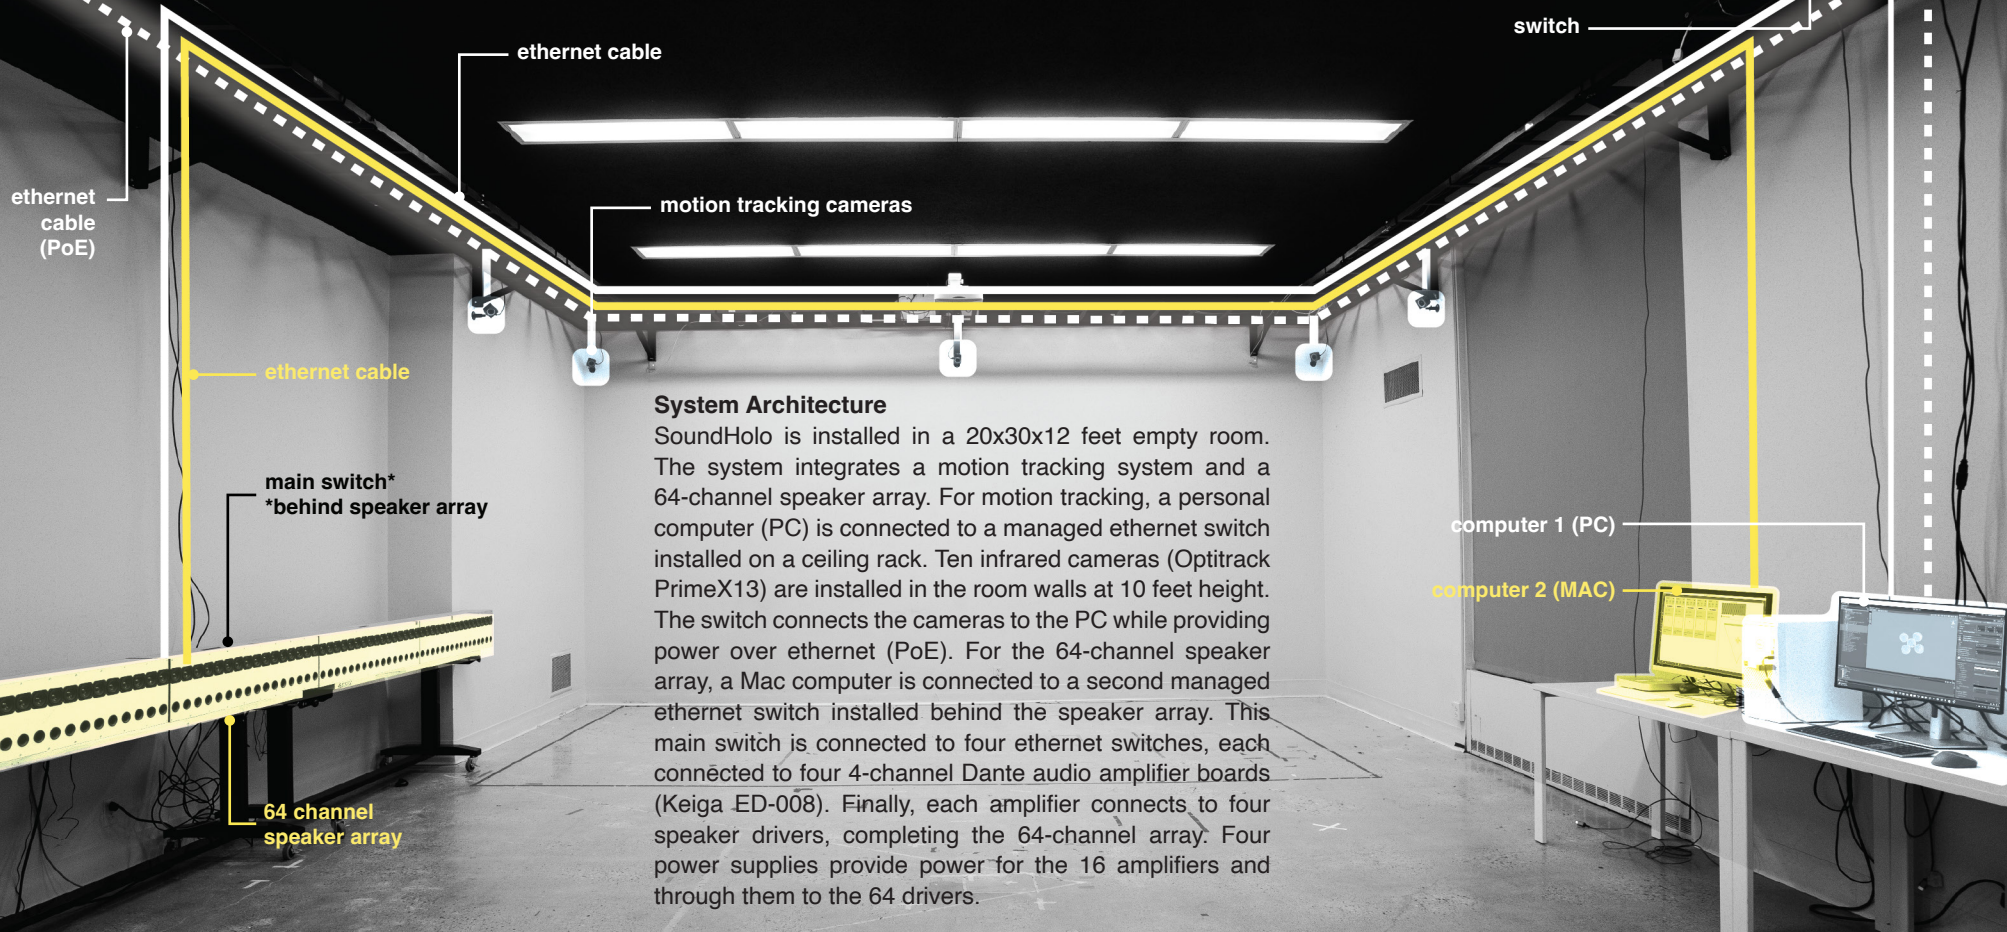 switch
ethernet cable
ethernet
cable
(PoE)
motion tracking cameras
ethernet cable
System Architecture
SoundHolo is installed in a 20x30x12 feet empty room.
The system integrates a motion tracking system and a
64-channel speaker array. For motion tracking, a personal
computer (PC) is connected to a managed ethernet switch
installed on a ceiling rack. Ten infrared cameras (Optitrack
PrimeX13) are installed in the room walls at 10 feet height.
The switch connects the cameras to the PC while providing
power over ethernet (PoE). For the 64-channel speaker
array, a Mac computer is connected to a second managed
ethernet switch installed behind the speaker array. This
main switch is connected to four ethernet switches, each
connected to four 4-channel Dante audio amplifier boards
(Keiga ED-008). Finally, each amplifier connects to four
speaker drivers, completing the 64-channel array. Four
power supplies provide power for the 16 amplifiers and
through them to the 64 drivers.
main switch*
*behind speaker array
computer 1 (PC)
computer 2 (MAC)
64 channel
speaker array